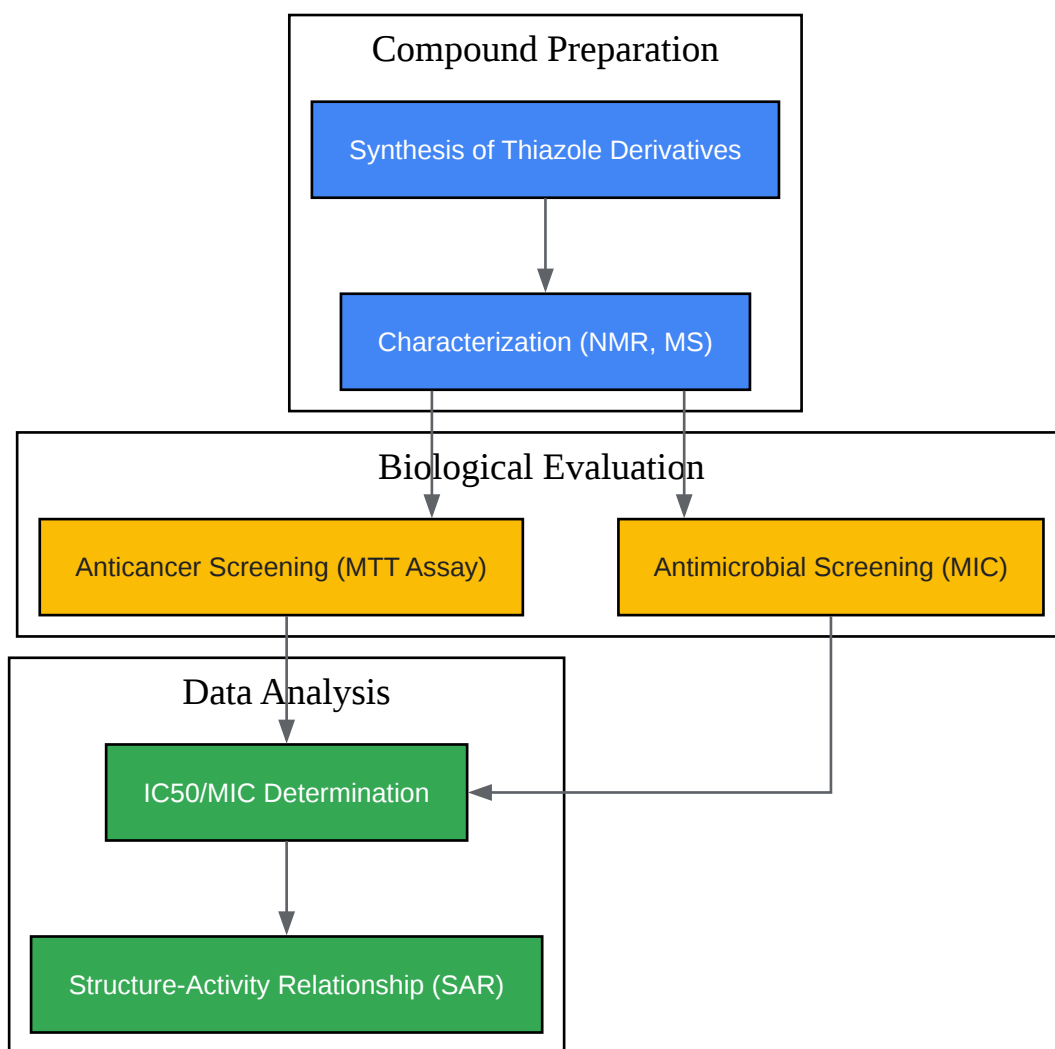 Compound Preparation
Synthesis of Thiazole Derivatives
Characterization (NMR, MS)
Biological Evaluation
Anticancer Screening (MTT Assay)
Antimicrobial Screening (MIC)
Data Analysis
IC50/MIC Determination
Structure-Activity Relationship (SAR)